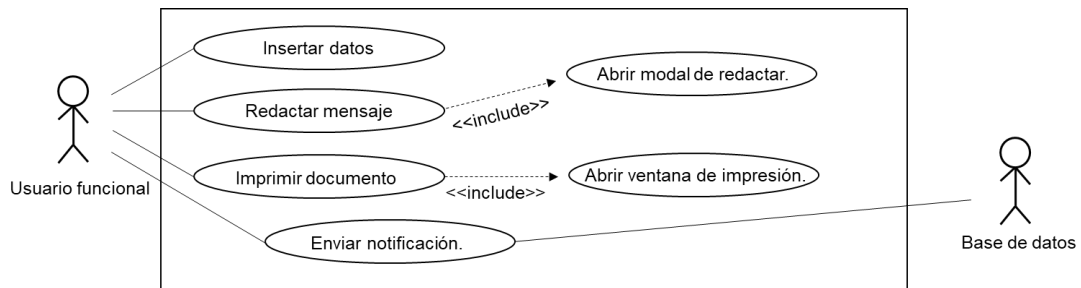 Insertar datos
Abrir modal de redactar.
Redactar mensaje
<<include>>
Imprimir documento
Abrir ventana de impresión.
<<include>>
Usuario funcional
Enviar notificación.
Base de datos